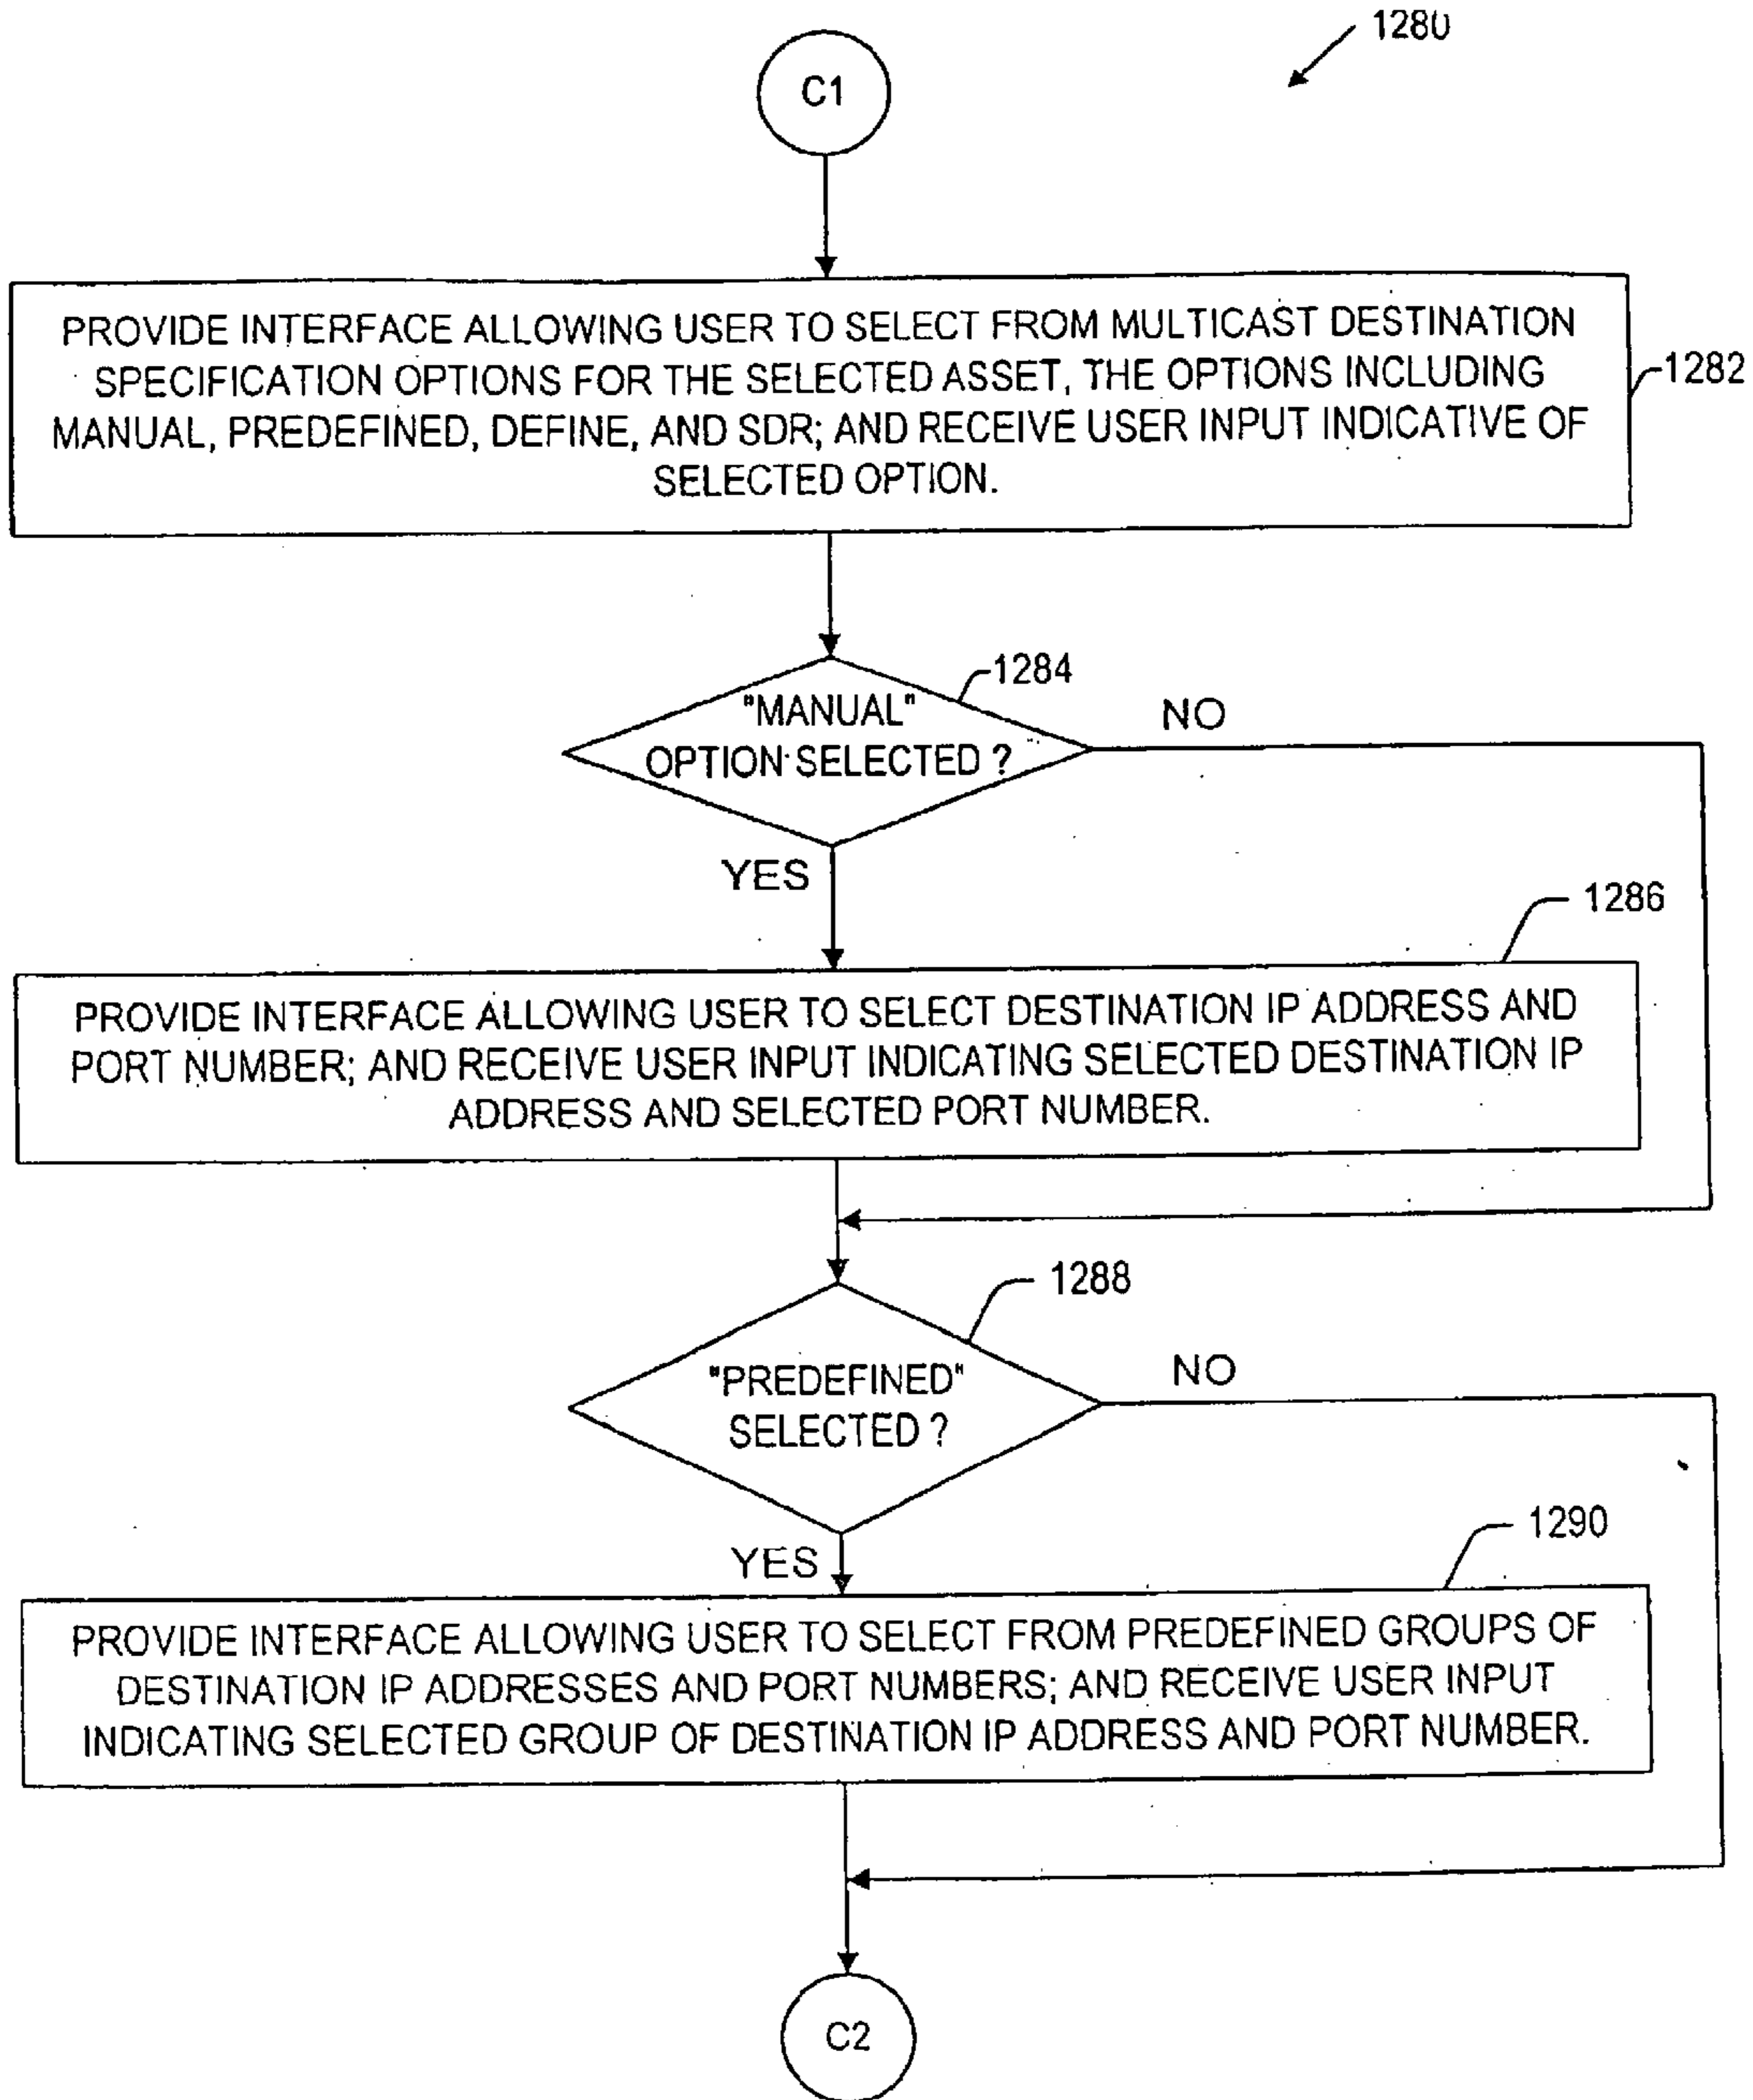 1280
C1
PROVIDE INTERFACE ALLOWING USER TO SELECT FROM MULTICAST DESTINATION
SPECIFICATION OPTIONS FOR THE SELECTED ASSET, THE OPTIONS INCLUDING
MANUAL, PREDEFINED, DEFINE, AND SDR; AND RECEIVE USER INPUT INDICATIVE OF
SELECTED OPTION.
1282
1284
"MANUAL"
OPTION SELECTED ?
NO
YES
1286
PROVIDE INTERFACE ALLOWING USER TO SELECT DESTINATION IP ADDRESS AND
PORT NUMBER; AND RECEIVE USER INPUT INDICATING SELECTED DESTINATION IP
ADDRESS AND SELECTED PORT NUMBER.
1288
"PREDEFINED"
SELECTED ?
NO
YES
1290
PROVIDE INTERFACE ALLOWING USER TO SELECT FROM PREDEFINED GROUPS OF
DESTINATION IP ADDRESSES AND PORT NUMBERS; AND RECEIVE USER INPUT
INDICATING SELECTED GROUP OF DESTINATION IP ADDRESS AND PORT NUMBER.
C2